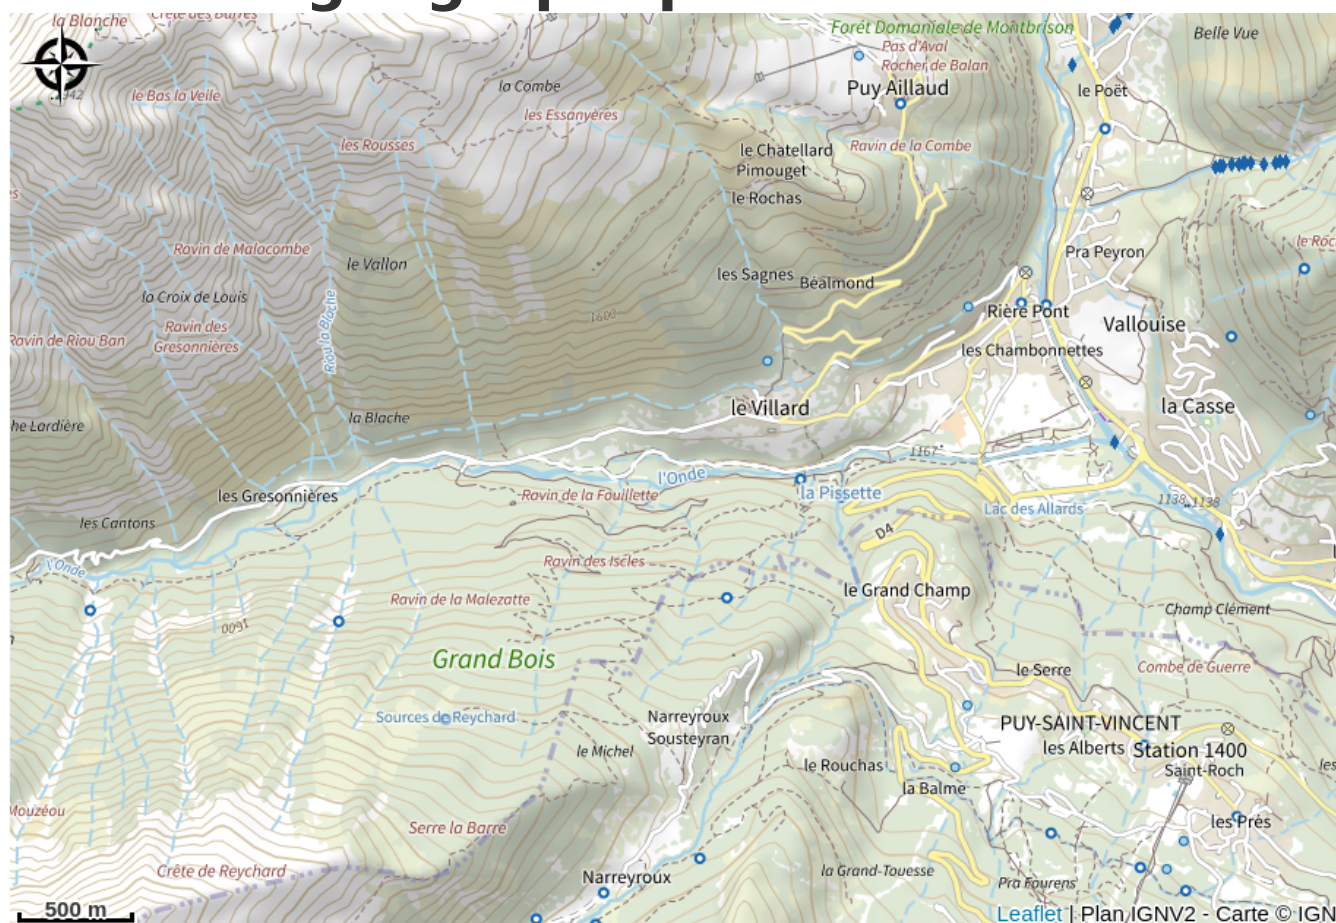 la Blanche
Crête des Barres
Forêt Domaniale de Montbrison
Pas d'Aval
Rocher de Balan
Belle Vue
2942
le Bas la Veile
la Combe
Puy Aillaud
le Poët
les Essanyères
les Rousses
le Chatellard
Pimouget
Ravin de la Combe
le Rochas
Ravin de Malacombe
le Vallon
les Sagnes
Béalmond
Pra Peyron
le Roc
la Croix de Louis
Riou la Blache
1600
Rière Pont
Vallouise
Ravin de Riou Ban
Ravin des
Gresonnières
les Chambonnettes
la Blache
le Villard
la Casse
he Lardière
1167
l'Onde
les Gresonnières
Ravin de la Fouillette
la Pissette
Lac des Allards
1138
1138
les Cantons
D4
l'Onde
Ravin des Iscles
le Grand Champ
Ravin de la Malezatte
Champ Clément
1600
Grand Bois
le Serre
Combe de Guerre
Sources de Reychard
Narreyroux
Sousteyran
PUY-SAINT-VINCENT
le Michel
les Alberts
Station 1400
le Rouchas
Saint-Roch
la Balme
Mouzéou
Serre la Barre
les Prés
Crête de Reychard
Narreyroux
la Grand-Touesse
Pra Fourens
500 m
Leaflet | Plan IGNV2 - Carte © IGN